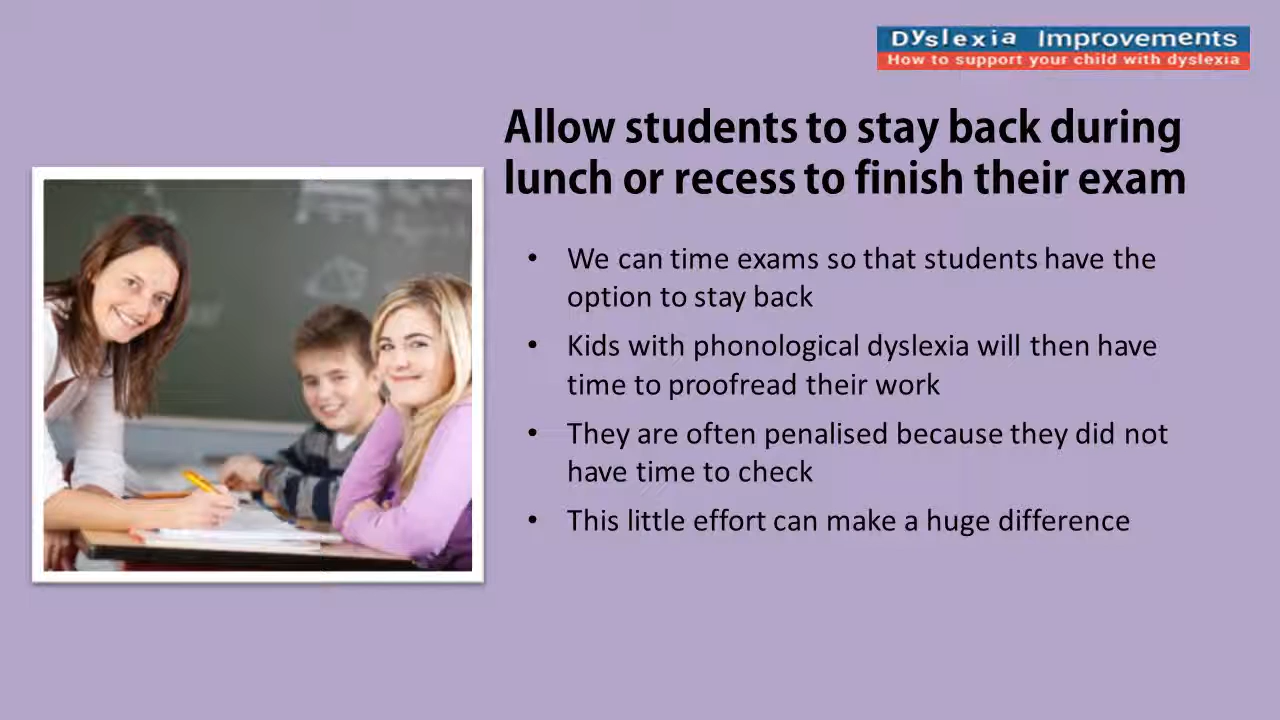 Dyslexia Improvements
How to support your child with dyslexia
Allow students to stay back during
lunch or recess to finish their exam
• We can time exams so that students have the
option to stay back
• Kids with phonological dyslexia will then have
time to proofread their work
• They are often penalised because they did not
have time to check
• This little effort can make a huge difference